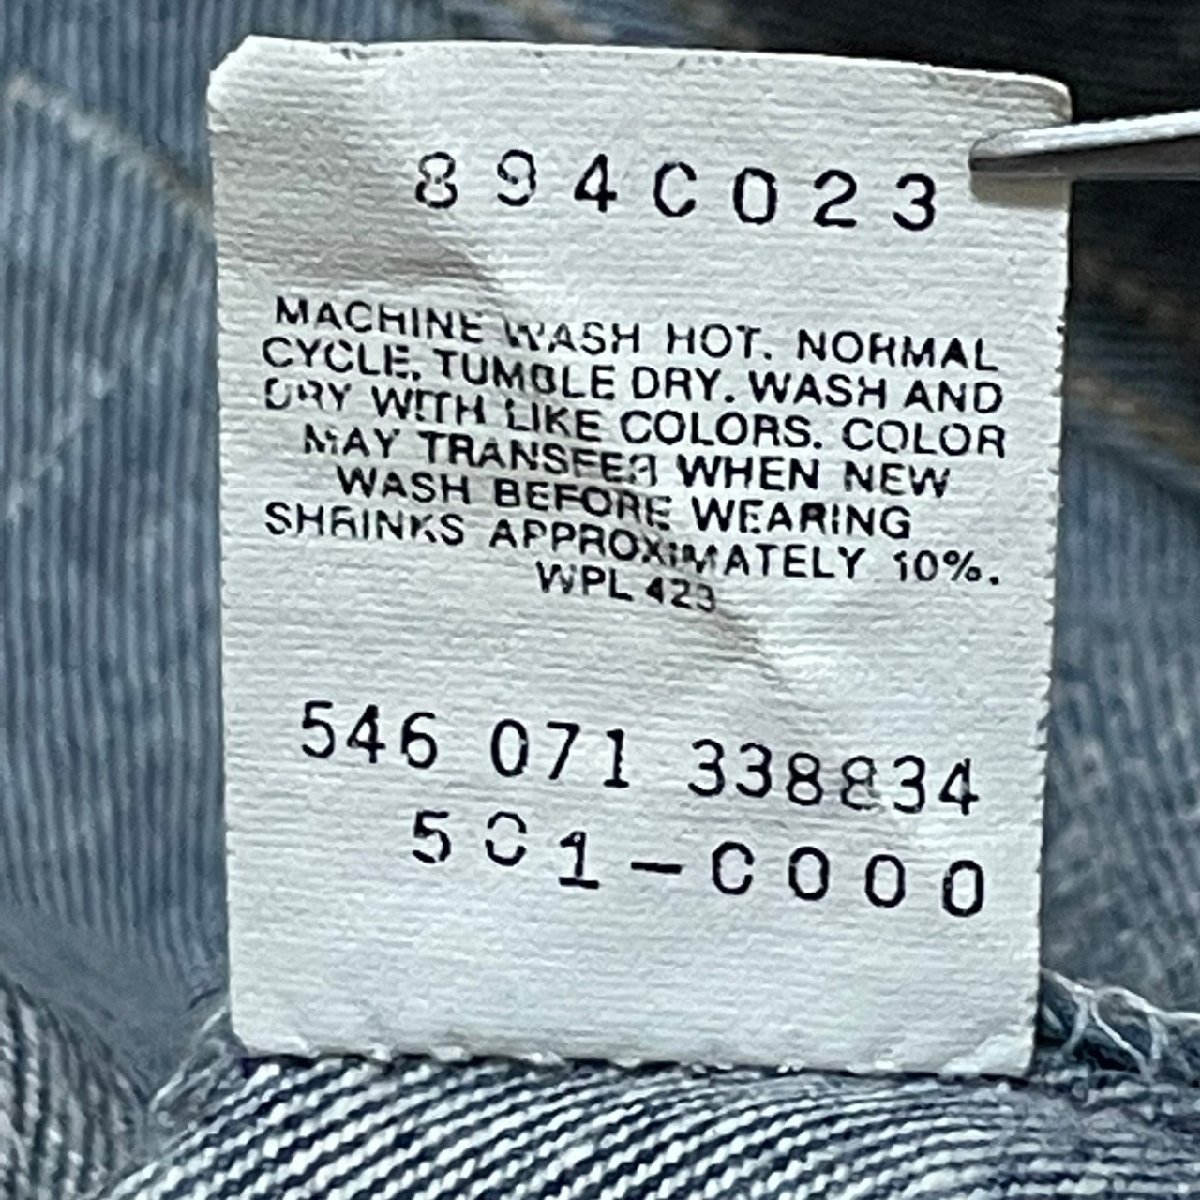 894C023
MACHINE WASH HOT. NORMAL
CYCLE. TUMBLE DRY. WASH AND
DRY WITH LIKE COLORS. COLOR
MAY TRANSFER WHEN NEW
WASH BEFORE WEARING
SHRINKS APPROXIMATELY 10%.
WPL 423
546 071 338834
501-0000